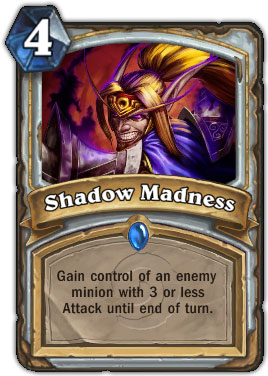 4
Shadow Madness
Gain control of an enemy
minion with 3 or less
Attack until end of turn.